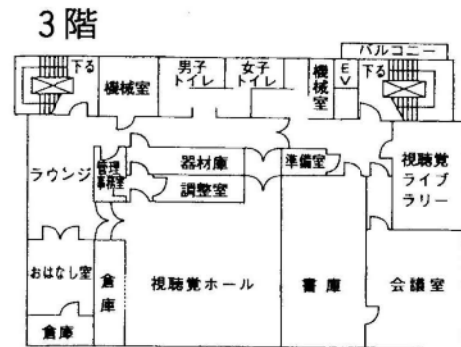 3階
バルコニー
下る
機械室
男子
トイレ
女子
トイレ
機械室
EV
下る
ラウンジ
管理
事務室
器材庫
調整室
準備室
視聴覚
ライブ
ラリー
おはなし室
倉庫
視聴覚ホール
書庫
会議室
倉庫